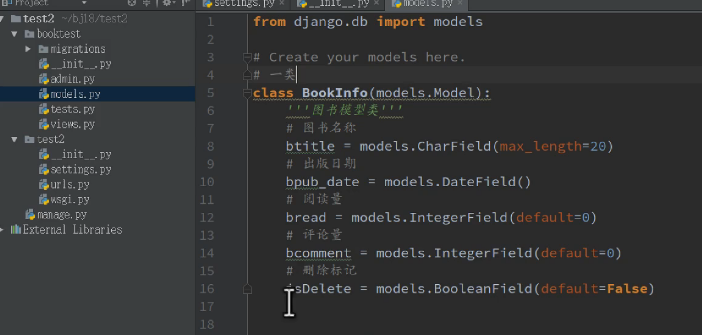 Project
settings.py
__init__.py
models.py
test2 ~/bj18/test2
booktest
migrations
__init__.py
admin.py
models.py
tests.py
views.py
test2
__init__.py
settings.py
urls.py
wsgi.py
manage.py
External Libraries
1 from django.db import models
2
3 # Create your models here.
4 # 一类
5 class BookInfo(models.Model):
6 '''图书模型类'''
7 # 图书名称
8 btitle = models.CharField(max_length=20)
9 # 出版日期
10 bpub_date = models.DateField()
11 # 阅读量
12 bread = models.IntegerField(default=0)
13 # 评论量
14 bcomment = models.IntegerField(default=0)
15 # 删除标记
16 isDelete = models.BooleanField(default=False)
17
18